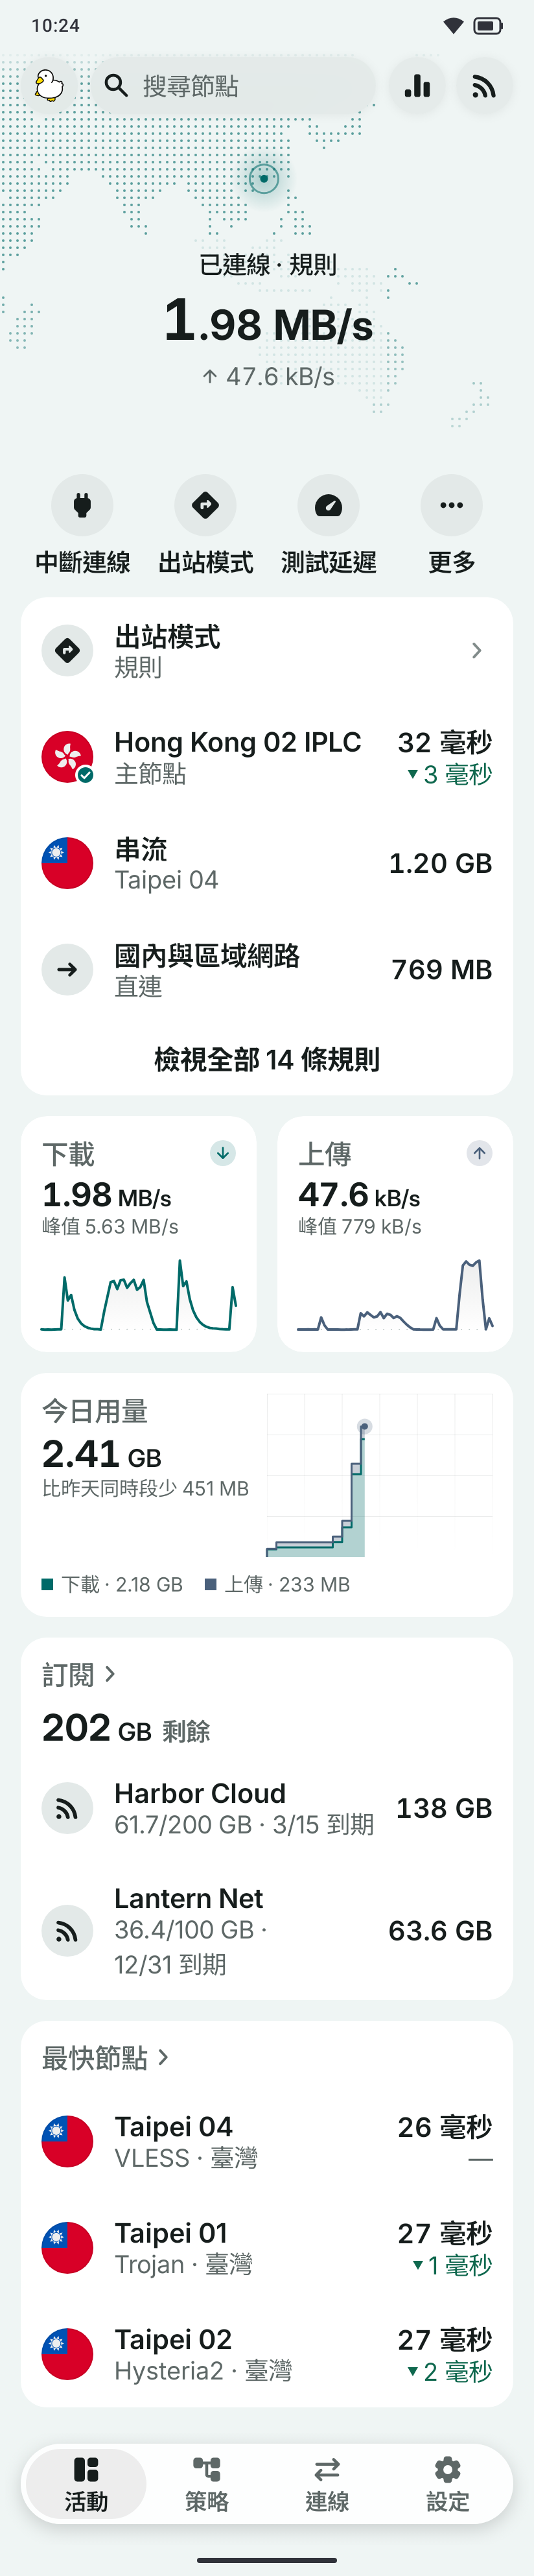 10:24
搜尋節點
已連線 · 規則
1.98 MB/s
↑ 47.6 kB/s
中斷連線
出站模式
測試延遲
更多
出站模式
規則
Hong Kong 02 IPLC
32 毫秒
主節點
▼3 毫秒
串流
1.20 GB
Taipei 04
國內與區域網路
769 MB
直連
檢視全部 14 條規則
下載
1.98 MB/s
峰值 5.63 MB/s
上傳
47.6 kB/s
峰值 779 kB/s
今日用量
2.41 GB
比昨天同時段少 451 MB
下載 · 2.18 GB
上傳 · 233 MB
訂閱
202 GB 剩餘
Harbor Cloud
61.7/200 GB · 3/15 到期
138 GB
Lantern Net
36.4/100 GB ·
12/31 到期
63.6 GB
最快節點
Taipei 04
26 毫秒
VLESS · 臺灣
—
Taipei 01
27 毫秒
Trojan · 臺灣
▼1 毫秒
Taipei 02
27 毫秒
Hysteria2 · 臺灣
▼2 毫秒
活動
策略
連線
設定